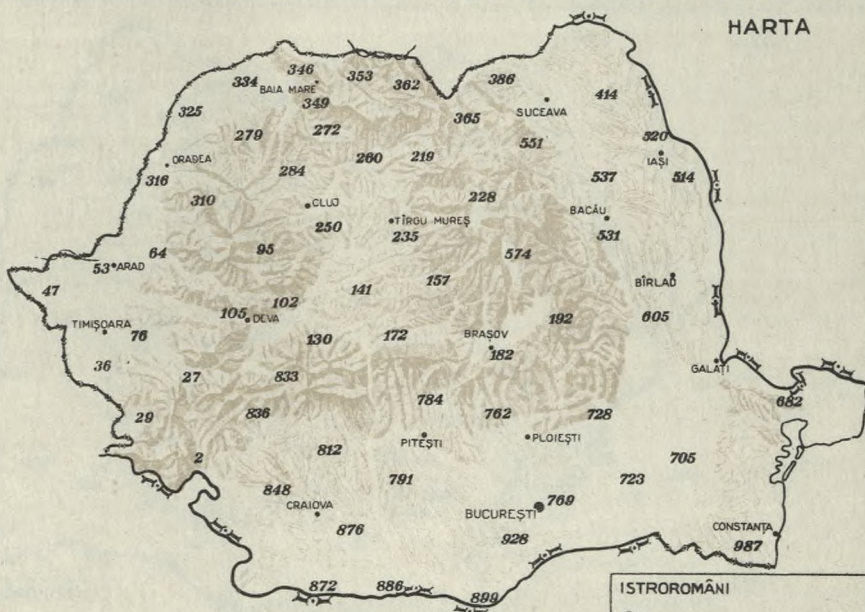 HARTA
346
353
386
334
BAIA MARE
362
414
325
349
365
SUCEAVA
279
272
551
520
ORADEA
260
219
IAȘI
316
284
537
514
310
CLUJ
228
BACĂU
250
TÎRGU MUREȘ
235
531
64
95
574
53 ARAD
BÎRLAD
47
102
141
157
105 DEVA
192
605
TIMIȘOARA
76
130
172
BRAȘOV
182
36
27
833
GALAȚI
784
682
29
836
762
728
PITEȘTI
PLOIEȘTI
2
812
705
848
791
723
CRAIOVA
BUCUREȘTI
769
876
928
CONSTANȚA
987
872
886
899
ISTROROMÂNI